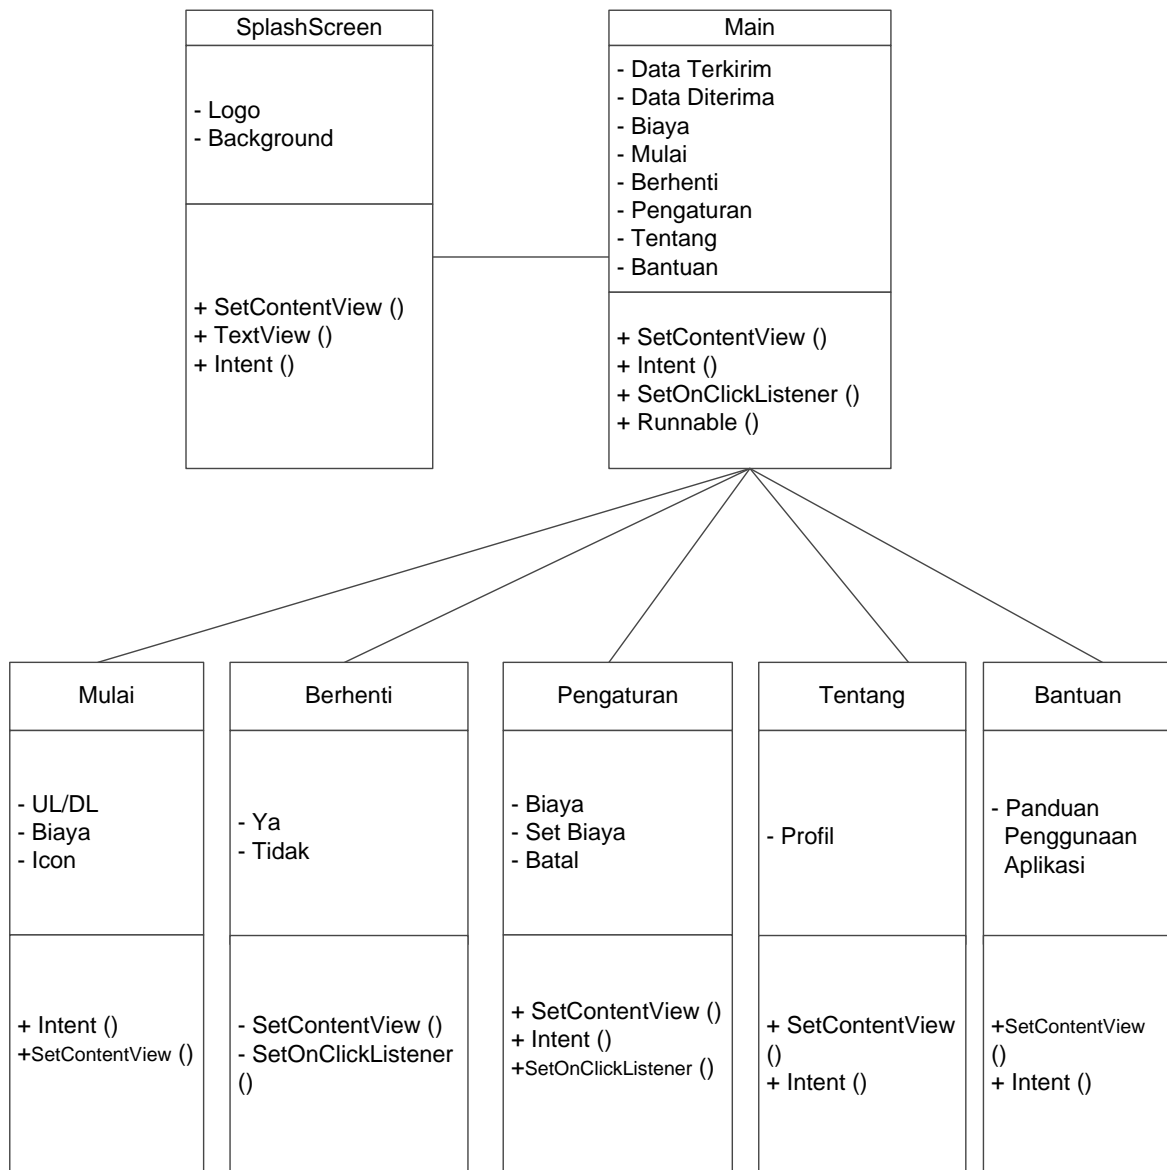 SplashScreen
- Logo
- Background
+ SetContentView ()
+ TextView ()
+ Intent ()
Main
- Data Terkirim
- Data Diterima
- Biaya
- Mulai
- Berhenti
- Pengaturan
- Tentang
- Bantuan
+ SetContentView ()
+ Intent ()
+ SetOnClickListener ()
+ Runnable ()
Mulai
- UL/DL
- Biaya
- Icon
+ Intent ()
+SetContentView ()
Berhenti
- Ya
- Tidak
- SetContentView ()
- SetOnClickListener
()
Pengaturan
- Biaya
- Set Biaya
- Batal
+ SetContentView ()
+ Intent ()
+SetOnClickListener ()
Tentang
- Profil
+ SetContentView
()
+ Intent ()
Bantuan
- Panduan
Penggunaan
Aplikasi
+SetContentView
()
+ Intent ()